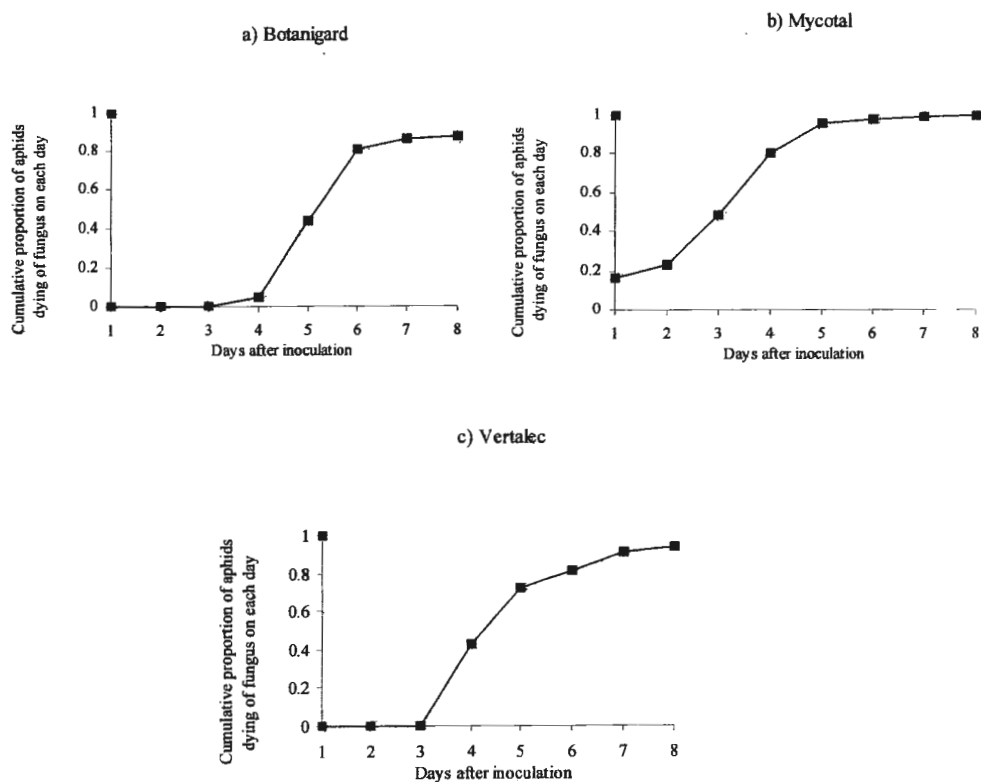 a) Botanigard
Cumulative proportion of aphids
dying of fungus on each day
1
0.8
0.4
0.2
0
1 2 3 4 5 6 7 8
Days after inoculation
b) Mycotal
Cumulative proportion of aphids
dying of fungus on each day
1
0.8
0.6
0.4
0.2
0
1 2 3 4 5 6 7 8
Days after inoculation
c) Vertalec
Cumulative proportion of aphids
dying of fungus on each day
1
0.8
0.6
0.4
0.2
0
1 2 3 4 5 6 7 8
Days after inoculation